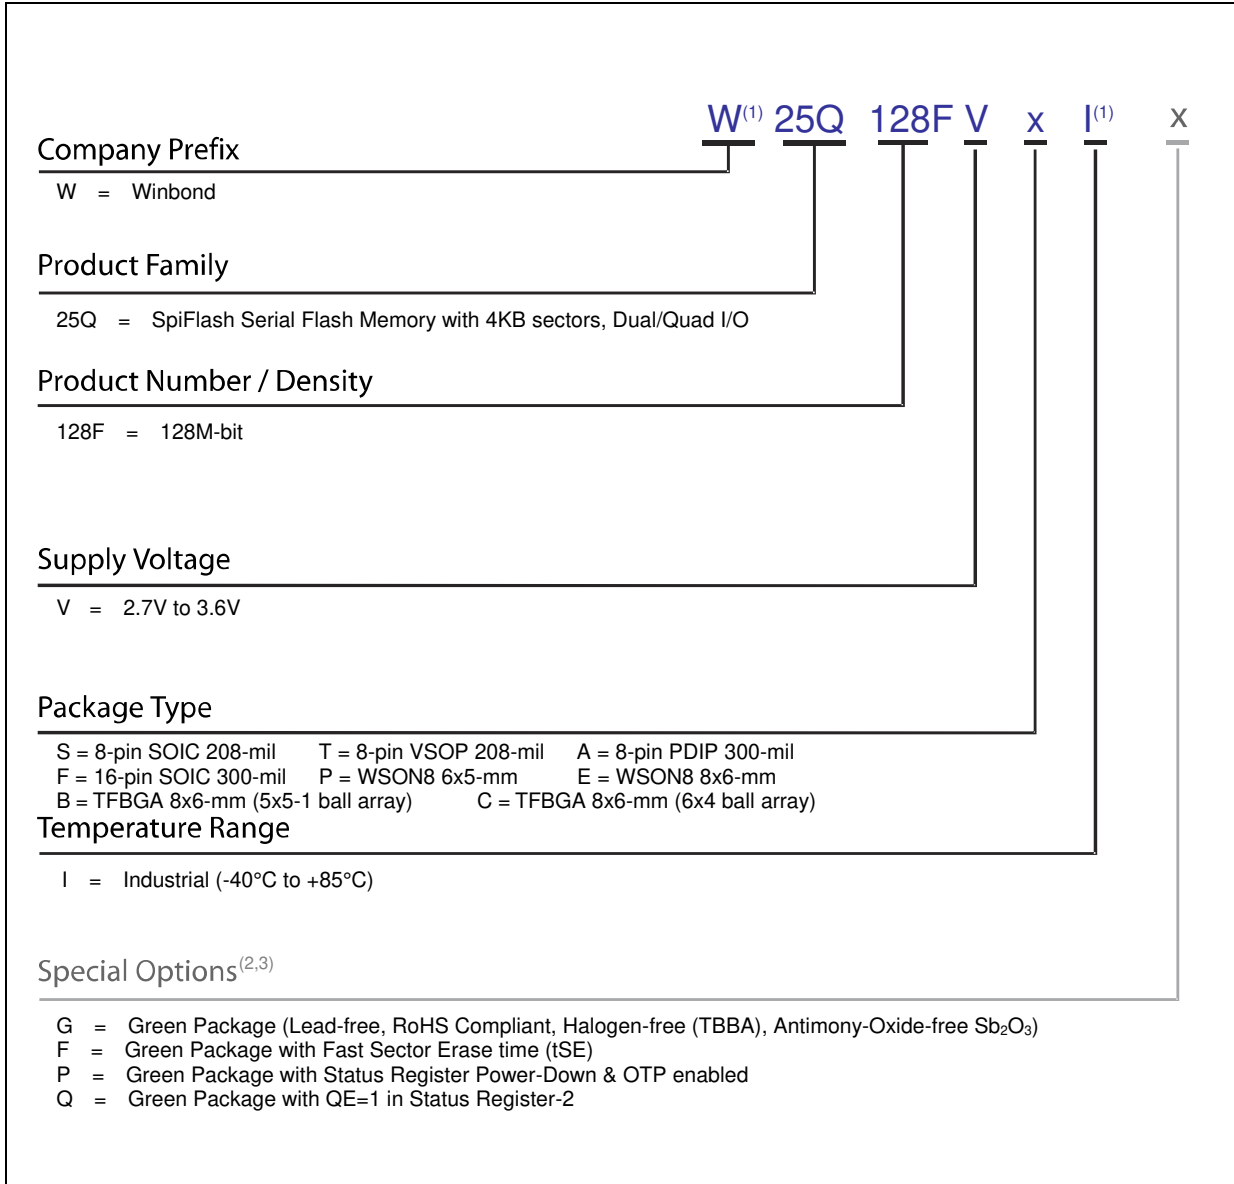 W(1) 25Q 128F V x I(1) x
Company Prefix
W = Winbond
Product Family
25Q = SpiFlash Serial Flash Memory with 4KB sectors, Dual/Quad I/O
Product Number / Density
128F = 128M-bit
Supply Voltage
V = 2.7V to 3.6V
Package Type
S = 8-pin SOIC 208-mil T = 8-pin VSOP 208-mil A = 8-pin PDIP 300-mil
F = 16-pin SOIC 300-mil P = WSON8 6x5-mm E = WSON8 8x6-mm
B = TFBGA 8x6-mm (5x5-1 ball array) C = TFBGA 8x6-mm (6x4 ball array)
Temperature Range
I = Industrial (-40°C to +85°C)
Special Options(2,3)
G = Green Package (Lead-free, RoHS Compliant, Halogen-free (TBBA), Antimony-Oxide-free Sb₂O₃)
F = Green Package with Fast Sector Erase time (tSE)
P = Green Package with Status Register Power-Down & OTP enabled
Q = Green Package with QE=1 in Status Register-2